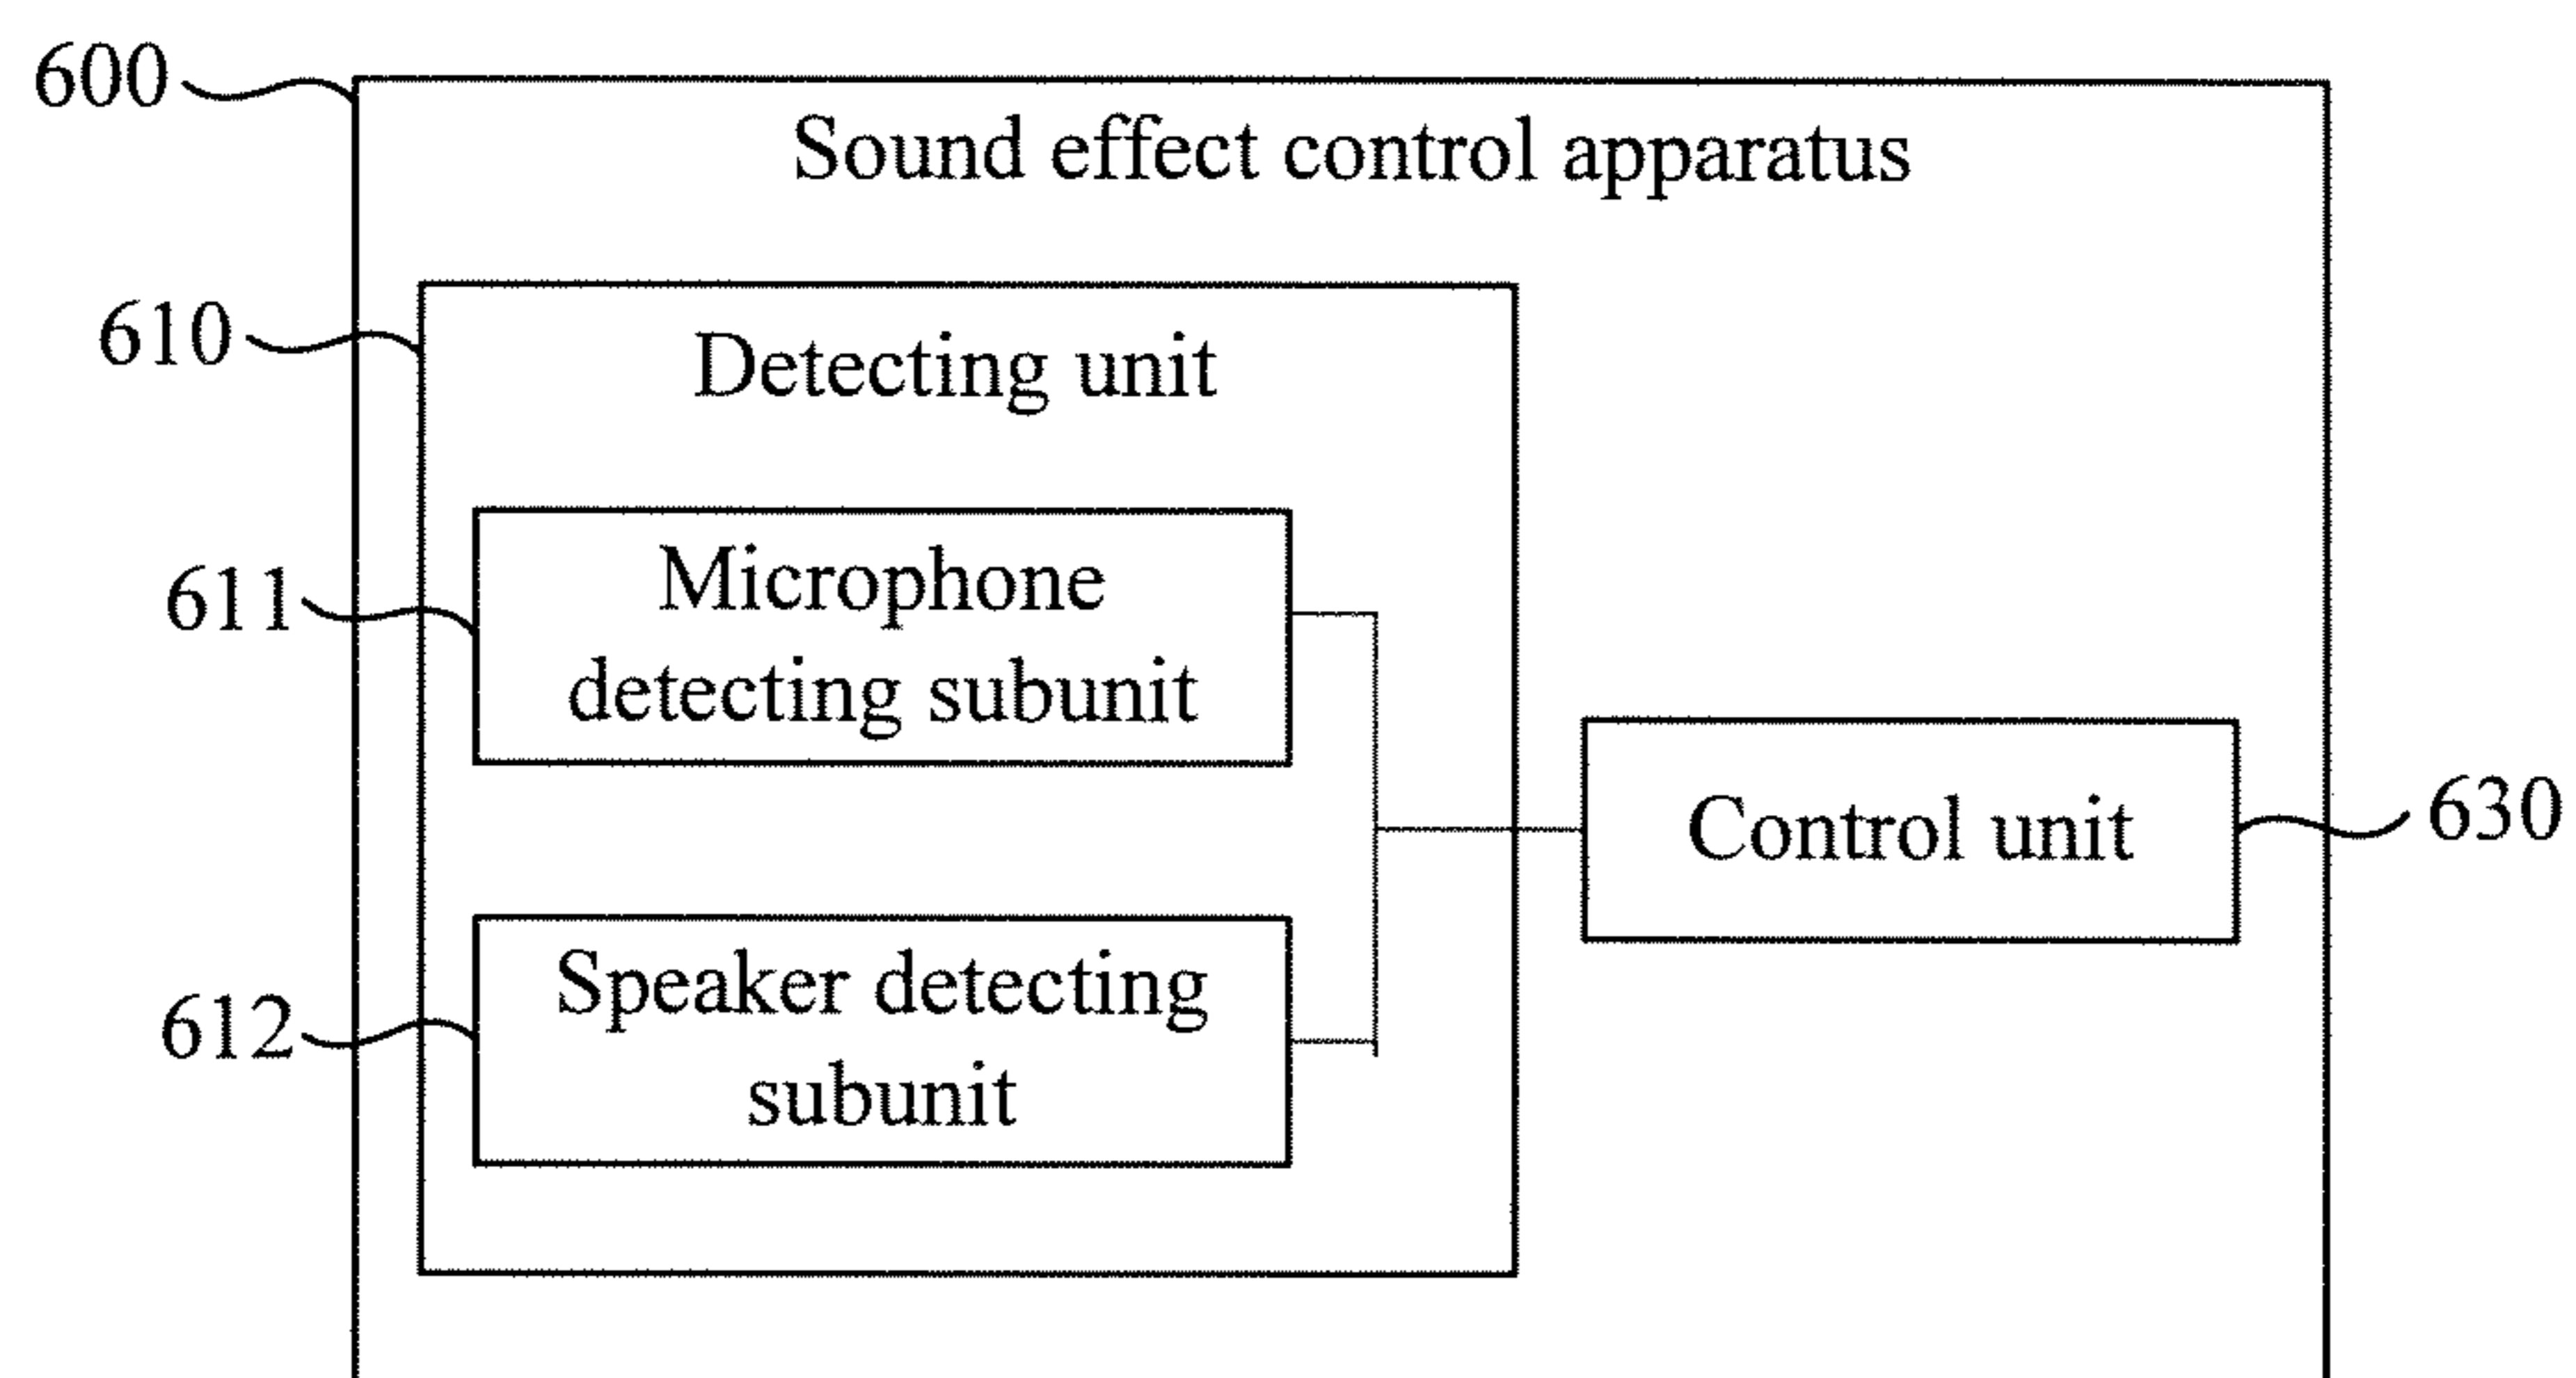 600
Sound effect control apparatus
610
Detecting unit
611
Microphone
detecting subunit
Control unit
630
612
Speaker detecting
subunit